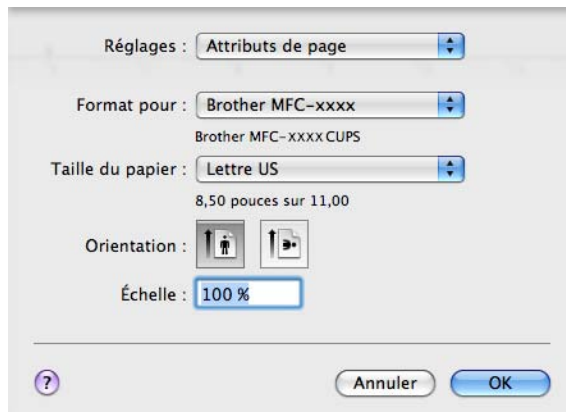 Réglages : Attributs de page
Format pour : Brother MFC-xxxx
Brother MFC-XXXX CUPS
Taille du papier : Lettre US
8,50 pouces sur 11,00
Orientation :
Échelle : 100 %
? Annuler OK